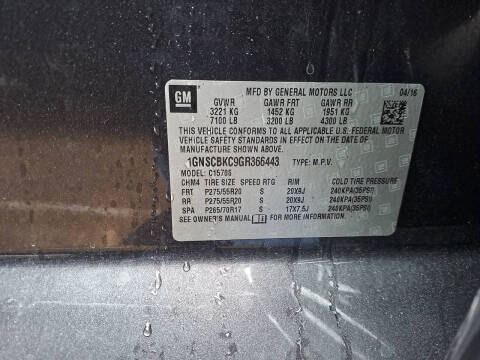 GM
MFD BY GENERAL MOTORS LLC 04/16
GVWR GAWR FRT GAWR RR
3221 KG 1452 KG 1951 KG
7100 LB 3200 LB 4300 LB
THIS VEHICLE CONFORMS TO ALL APPLICABLE U.S. FEDERAL MOTOR
VEHICLE SAFETY STANDARDS IN EFFECT ON THE DATE OF
MANUFACTURE SHOWN ABOVE.
1GNSCBKC9GR366443 TYPE: M.P.V.
MODEL: C15706
CHM4 TIRE SIZE SPEED RTG RIM COLD TIRE PRESSURE
FRT P275/55R20 S 20X9J 240KPA(35PSI)
RR P275/55R20 S 20X9J 240KPA(35PSI)
SPA P265/70R17 S 17X7.5J 240KPA(35PSI)
SEE OWNER'S MANUAL FOR MORE INFORMATION.